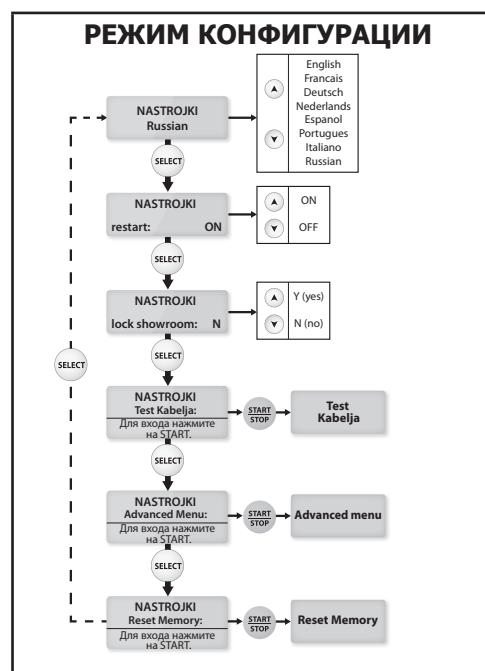 РЕЖИМ КОНФИГУРАЦИИ
NASTROJKI
Russian
English
Francais
Deutsch
Nederlands
Espanol
Portugues
Italiano
Russian
SELECT
NASTROJKI
restart: ON
ON
OFF
SELECT
NASTROJKI
lock showroom: N
Y (yes)
N (no)
SELECT
SELECT
NASTROJKI
Test Kabelja:
Для входа нажмите
на START.
START
STOP
Test
Kabelja
SELECT
NASTROJKI
Advanced Menu:
Для входа нажмите
на START.
START
STOP
Advanced menu
SELECT
NASTROJKI
Reset Memory:
Для входа нажмите
на START.
START
STOP
Reset Memory